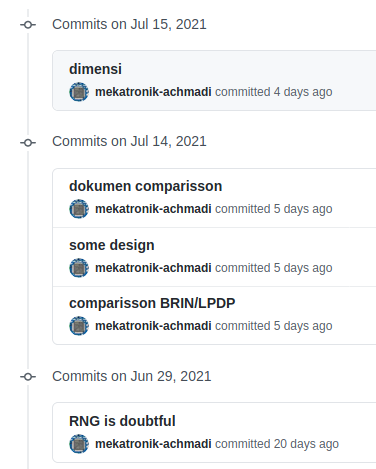 Commits on Jul 15, 2021
dimensi
mekatronik-achmadi committed 4 days ago
Commits on Jul 14, 2021
dokumen comparisson
mekatronik-achmadi committed 5 days ago
some design
mekatronik-achmadi committed 5 days ago
comparisson BRIN/LPDP
mekatronik-achmadi committed 5 days ago
Commits on Jun 29, 2021
RNG is doubtful
mekatronik-achmadi committed 20 days ago